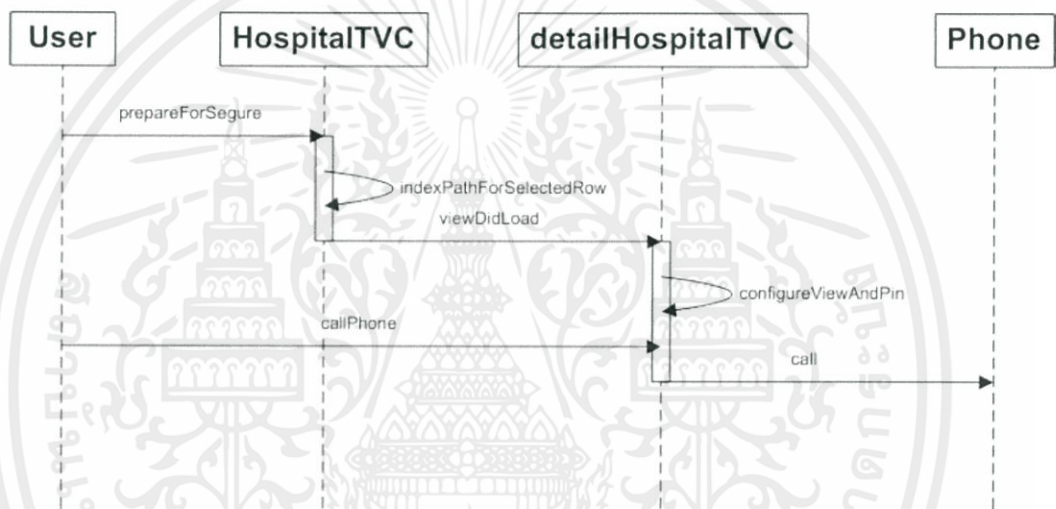 User
HospitalTVC
detailHospitalTVC
Phone
prepareForSegure
indexPathForSelectedRow
viewDidLoad
configureViewAndPin
callPhone
call